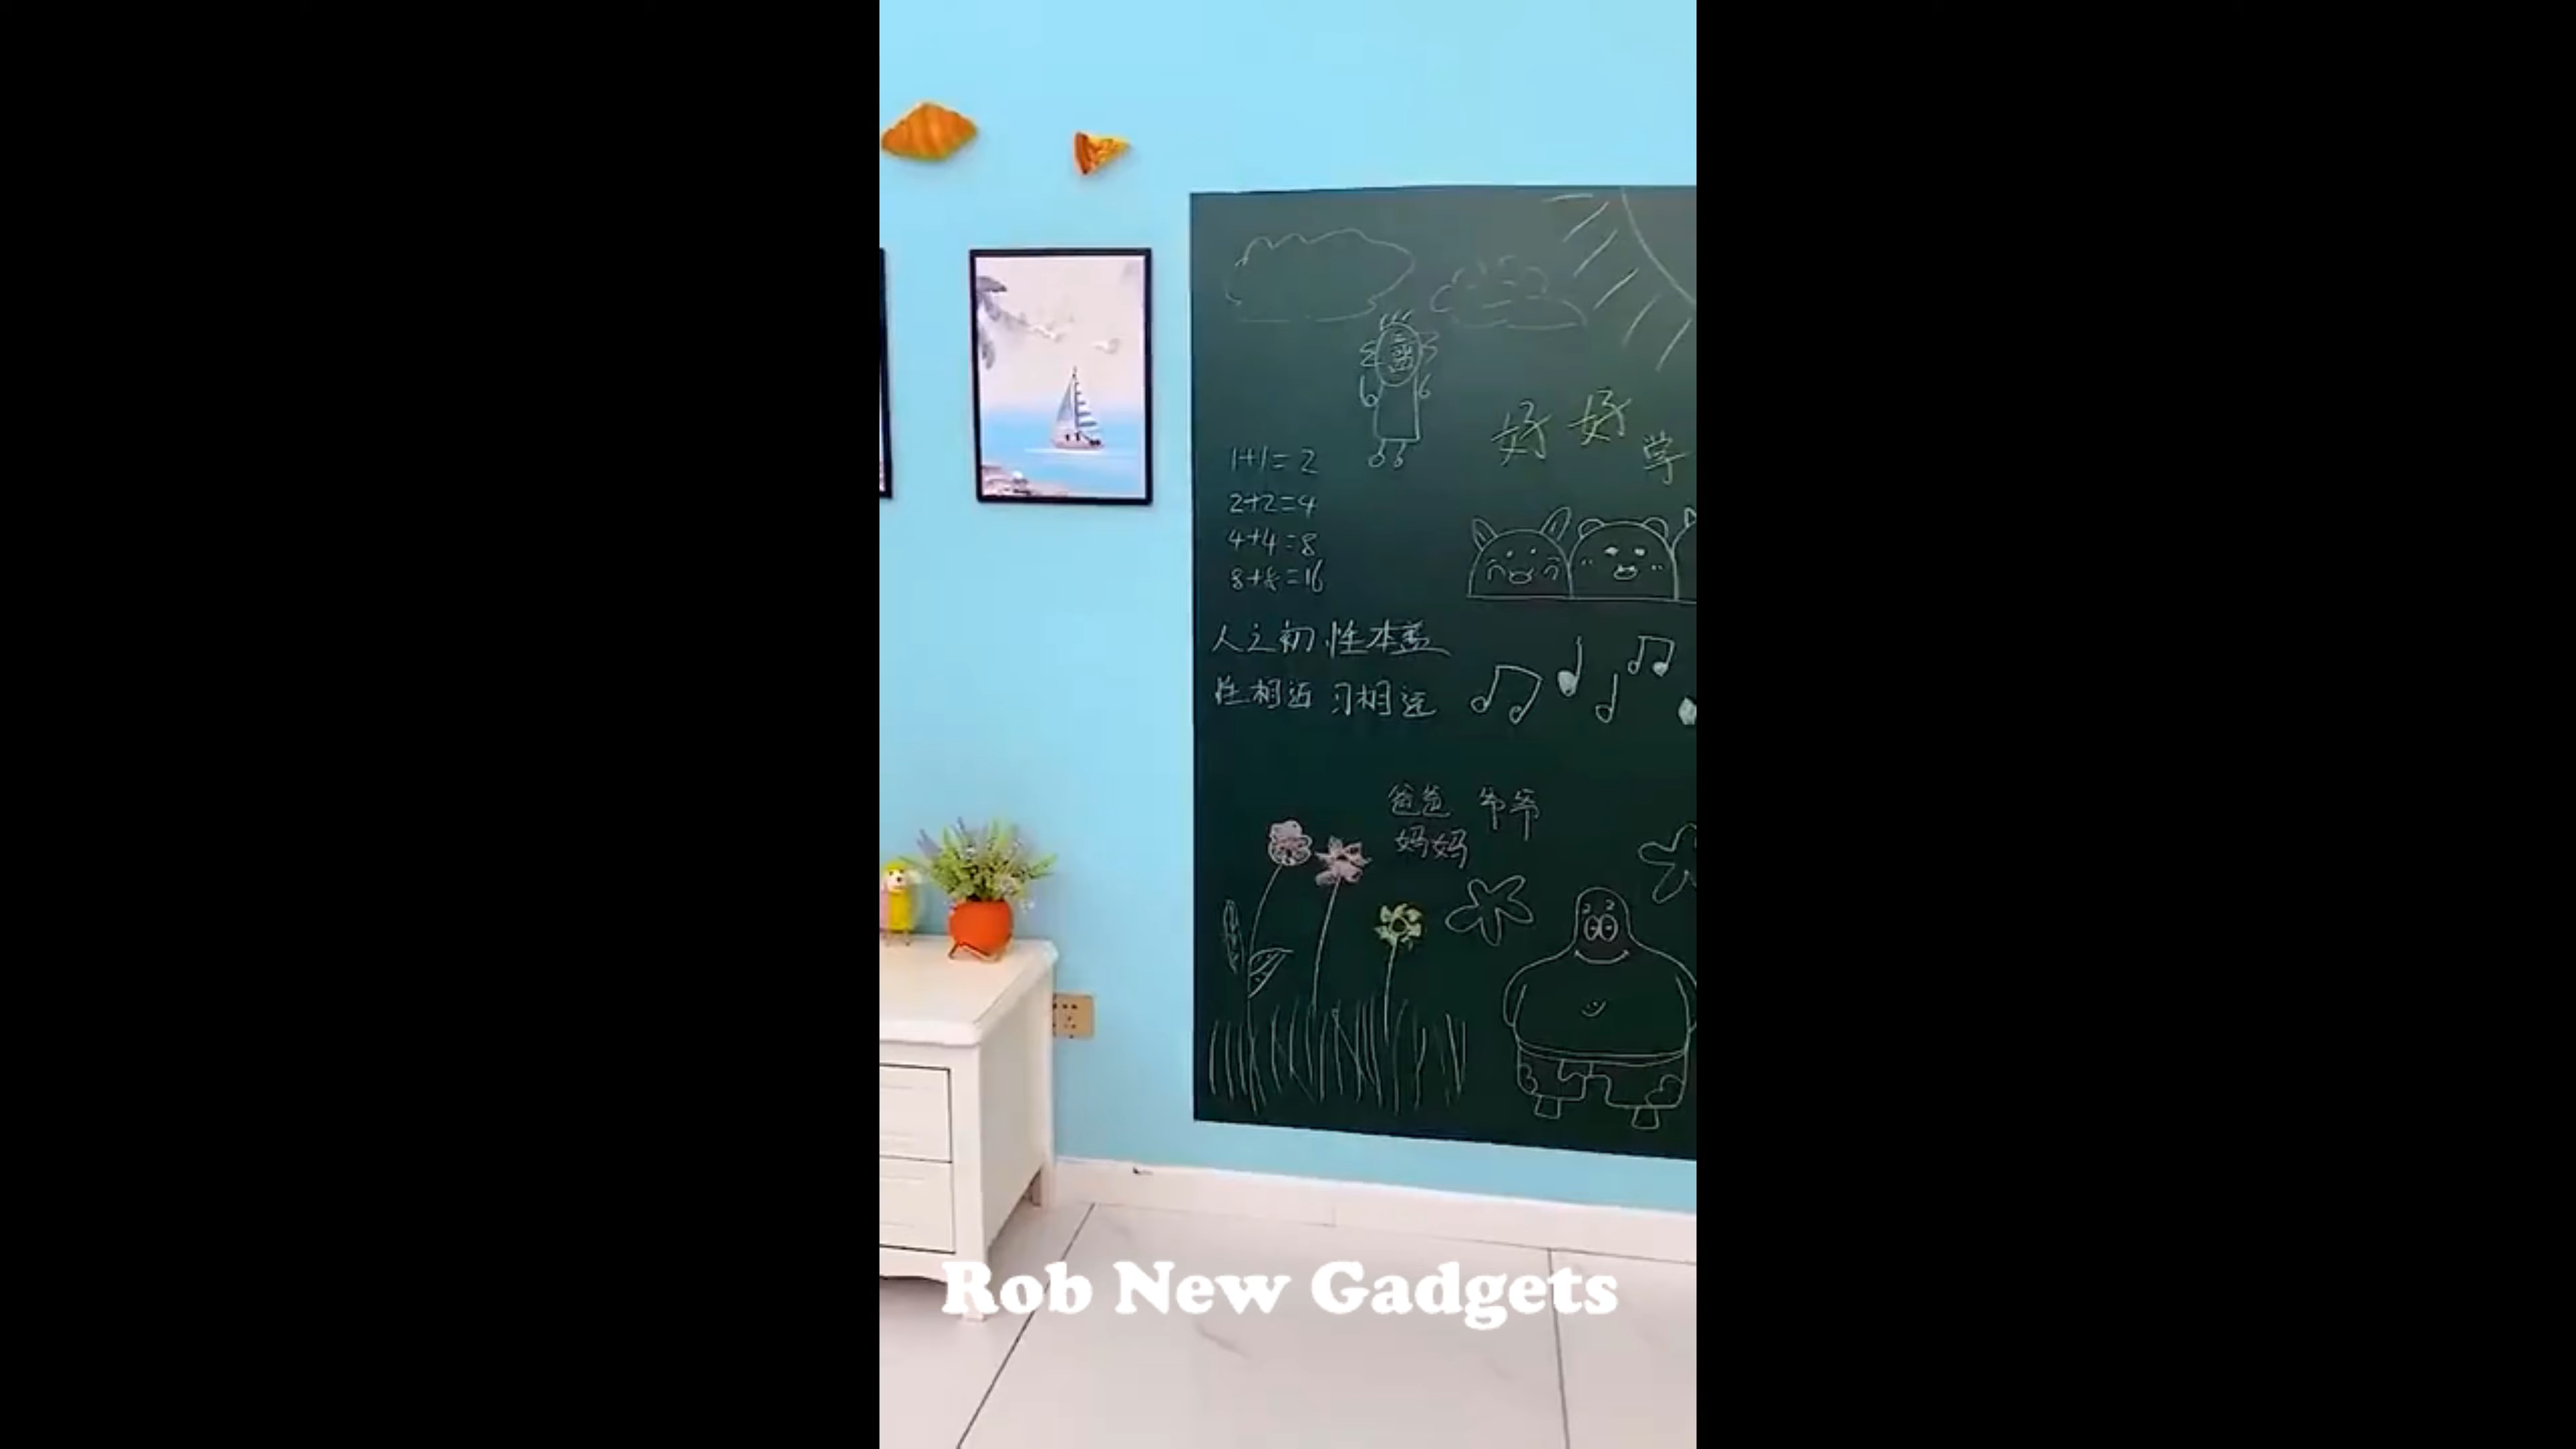 好好学
1+1=2
2+2=4
4+4=8
8+8=16
人之初 性本善
性相近 习相远
爸爸 爷爷
妈妈
Rob New Gadgets